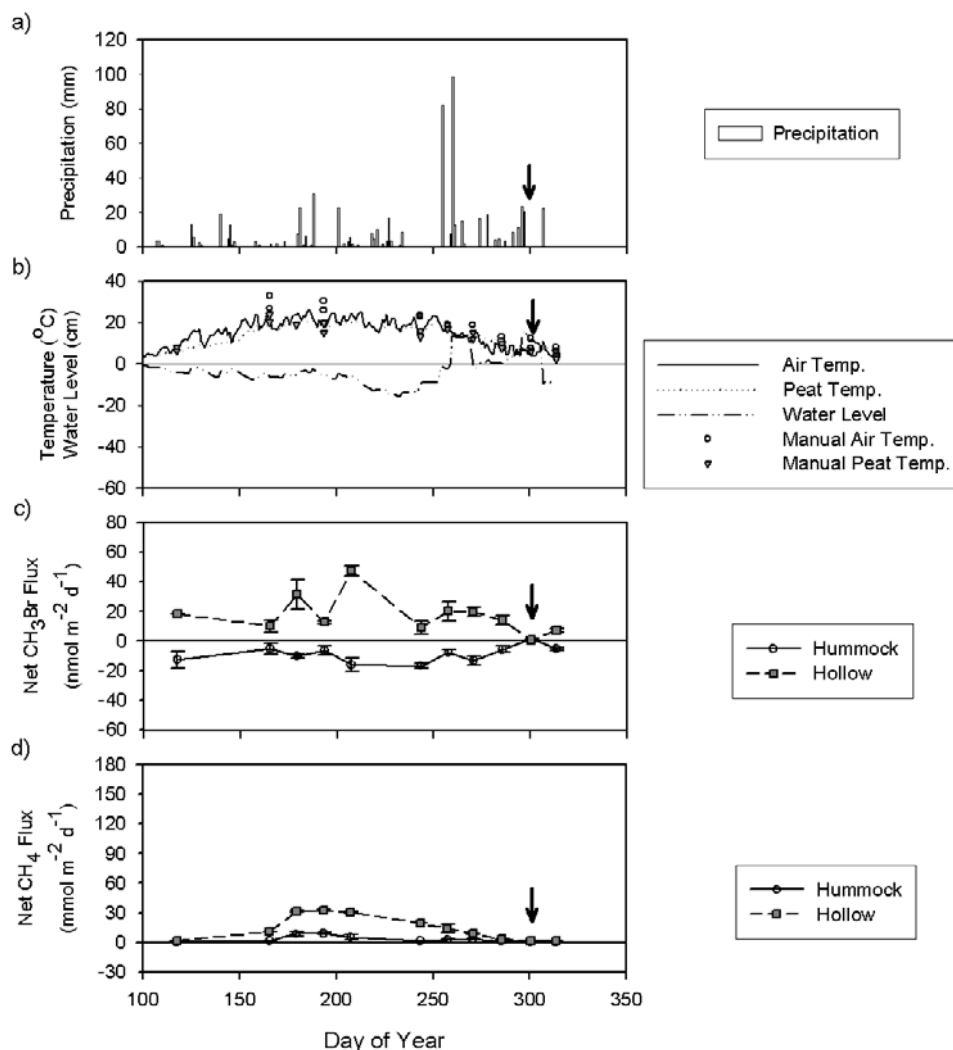 a)
Precipitation (mm)
120
100
80
60
40
20
0
Precipitation
b)
Temperature (°C)
Water Level (cm)
40
20
0
-20
-40
-60
Air Temp.
Peat Temp.
Water Level
Manual Air Temp.
Manual Peat Temp.
c)
Net CH3Br Flux
(nmol m-2 d-1)
80
60
40
20
0
-20
-40
-60
Hummock
Hollow
d)
Net CH4 Flux
(mmol m-2 d-1)
180
150
120
90
60
30
0
-30
Hummock
Hollow
100 150 200 250 300 350
Day of Year